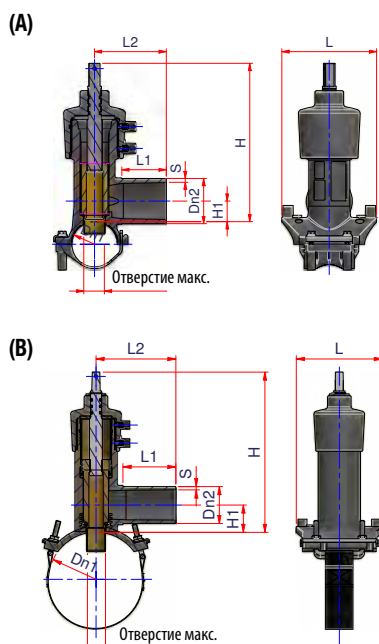 (A)
L2
L
H
L1
S
Dn2
H1
Отверстие макс.
(B)
L2
L
H
L1
S
Dn2
H1
Dn1
Отверстие макс.